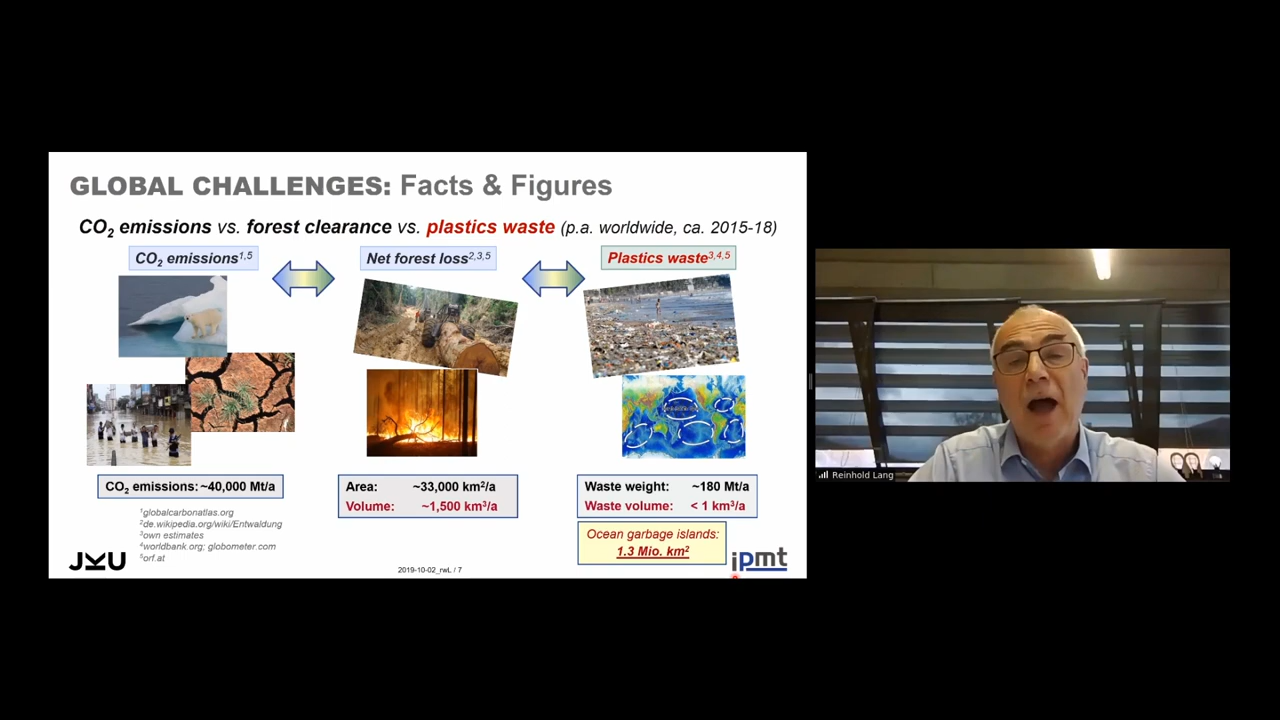 GLOBAL CHALLENGES: Facts & Figures
CO2 emissions vs. forest clearance vs. plastics waste (p.a. worldwide, ca. 2015-18)
CO2 emissions1,5
Net forest loss2,3,5
Plastics waste3,4,5
CO2 emissions: ~40,000 Mt/a
Area: ~33,000 km2/a
Volume: ~1,500 km3/a
Waste weight: ~180 Mt/a
Waste volume: < 1 km3/a
Ocean garbage islands:
1.3 Mio. km2
1globalcarbonatlas.org
2de.wikipedia.org/wiki/Entwaldung
3own estimates
4worldbank.org; globometer.com
5orf.at
JKU
2019-10-02_rwL / 7
ipmt
Reinhold Lang